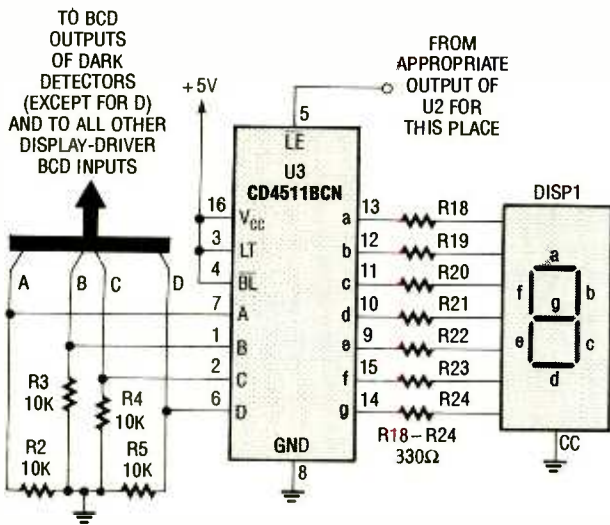 TO BCD
OUTPUTS
OF DARK
DETECTORS
(EXCEPT FOR D)
AND TO ALL OTHER
DISPLAY-DRIVER
BCD INPUTS
+5V
FROM
APPROPRIATE
OUTPUT OF
U2 FOR
THIS PLACE
5
LE
U3
CD4511BCN
DISP1
16
VCC
3
LT
4
BL
7
A
1
B
2
C
6
D
GND
8
a
13
R18
b
12
R19
c
11
R20
d
10
R21
e
9
R22
f
15
R23
g
14
R24
R18–R24
330Ω
a
f
b
g
e
c
d
CC
A
B
C
D
R3
10K
R4
10K
R2
10K
R5
10K